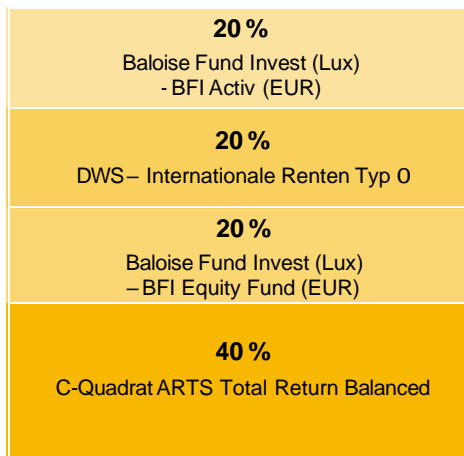 20 %
Baloise Fund Invest (Lux)
- BFI Activ (EUR)
20 %
DWS – Internationale Renten Typ O
20 %
Baloise Fund Invest (Lux)
– BFI Equity Fund (EUR)
40 %
C-Quadrat ARTS Total Return Balanced